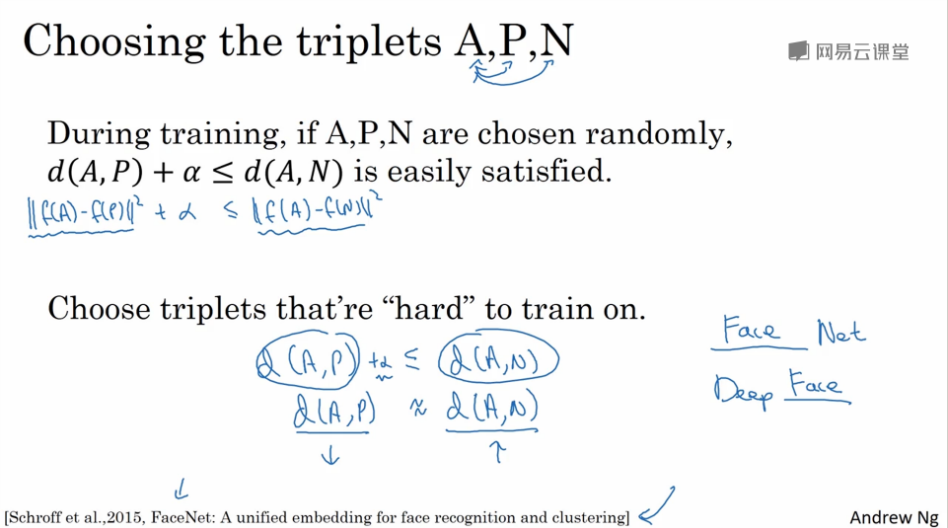 Choosing the triplets A,P,N
网易云课堂
During training, if A,P,N are chosen randomly,
d(A, P) + α ≤ d(A, N) is easily satisfied.
||f(A)-f(P)||² + α ≤ ||f(A)-f(N)||²
Choose triplets that're “hard” to train on.
d(A,P) +α ≤ d(A,N)
d(A,P) ≈ d(A,N)
Face Net
Deep Face
[Schroff et al.,2015, FaceNet: A unified embedding for face recognition and clustering]
Andrew Ng